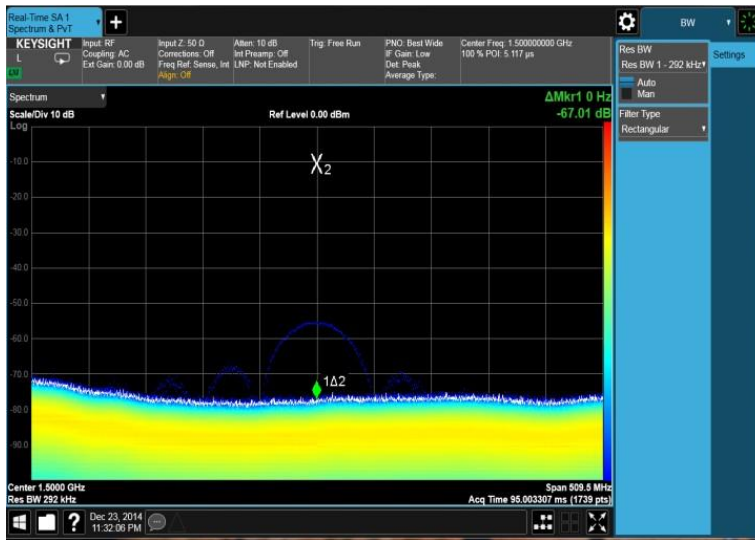 Real-Time SA 1
Spectrum & PvT
BW
KEYSIGHT
L
Input: RF
Coupling: AC
Ext Gain: 0.00 dB
Input Z: 50 Ω
Corrections: Off
Freq Ref: Sense, Int
Align: Off
Atten: 10 dB
Int Preamp: Off
LNP: Not Enabled
Trig: Free Run
PNO: Best Wide
IF Gain: Low
Det: Peak
Average Type:
Center Freq: 1.500000000 GHz
100 % POI: 5.117 µs
Res BW
Res BW 1 - 292 kHz
Auto
Man
Filter Type
Rectangular
Settings
Spectrum
Scale/Div 10 dB
Ref Level 0.00 dBm
ΔMkr1 0 Hz
-67.01 dB
Log
-10.0
-20.0
-30.0
-40.0
-50.0
-60.0
-70.0
-80.0
-90.0
X2
1Δ2
Center 1.5000 GHz
Res BW 292 kHz
Span 509.5 MHz
Acq Time 95.003307 ms (1739 pts)
?
Dec 23, 2014
11:32:06 PM